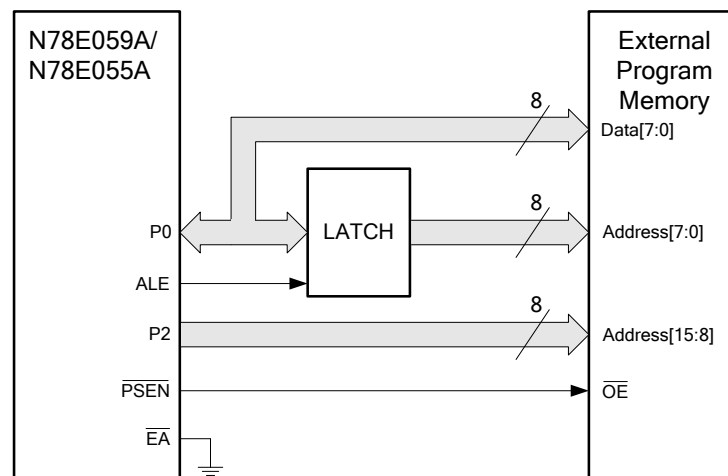 N78E059A/
N78E055A
External
Program
Memory
8
Data[7:0]
P0
LATCH
8
Address[7:0]
ALE
P2
8
Address[15:8]
PSEN
OE
EA